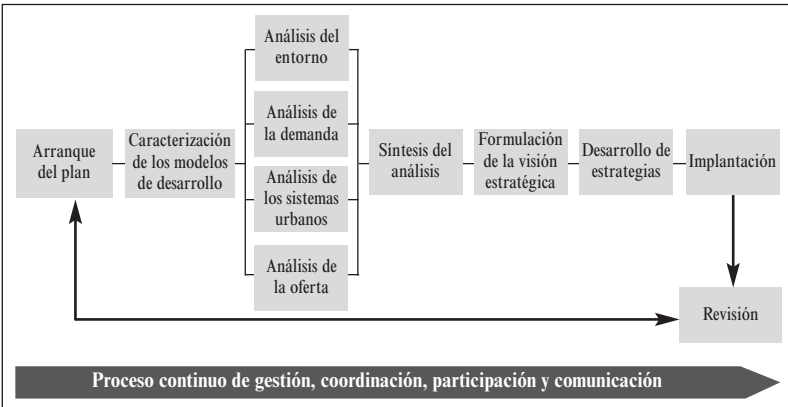 Arranque
del plan
Caracterización
de los modelos
de desarrollo
Análisis del
entorno
Análisis de
la demanda
Análisis de
los sistemas
urbanos
Análisis de
la oferta
Síntesis del
análisis
Formulación
de la visión
estratégica
Desarrollo de
estrategias
Implantación
Revisión
Proceso continuo de gestión, coordinación, participación y comunicación